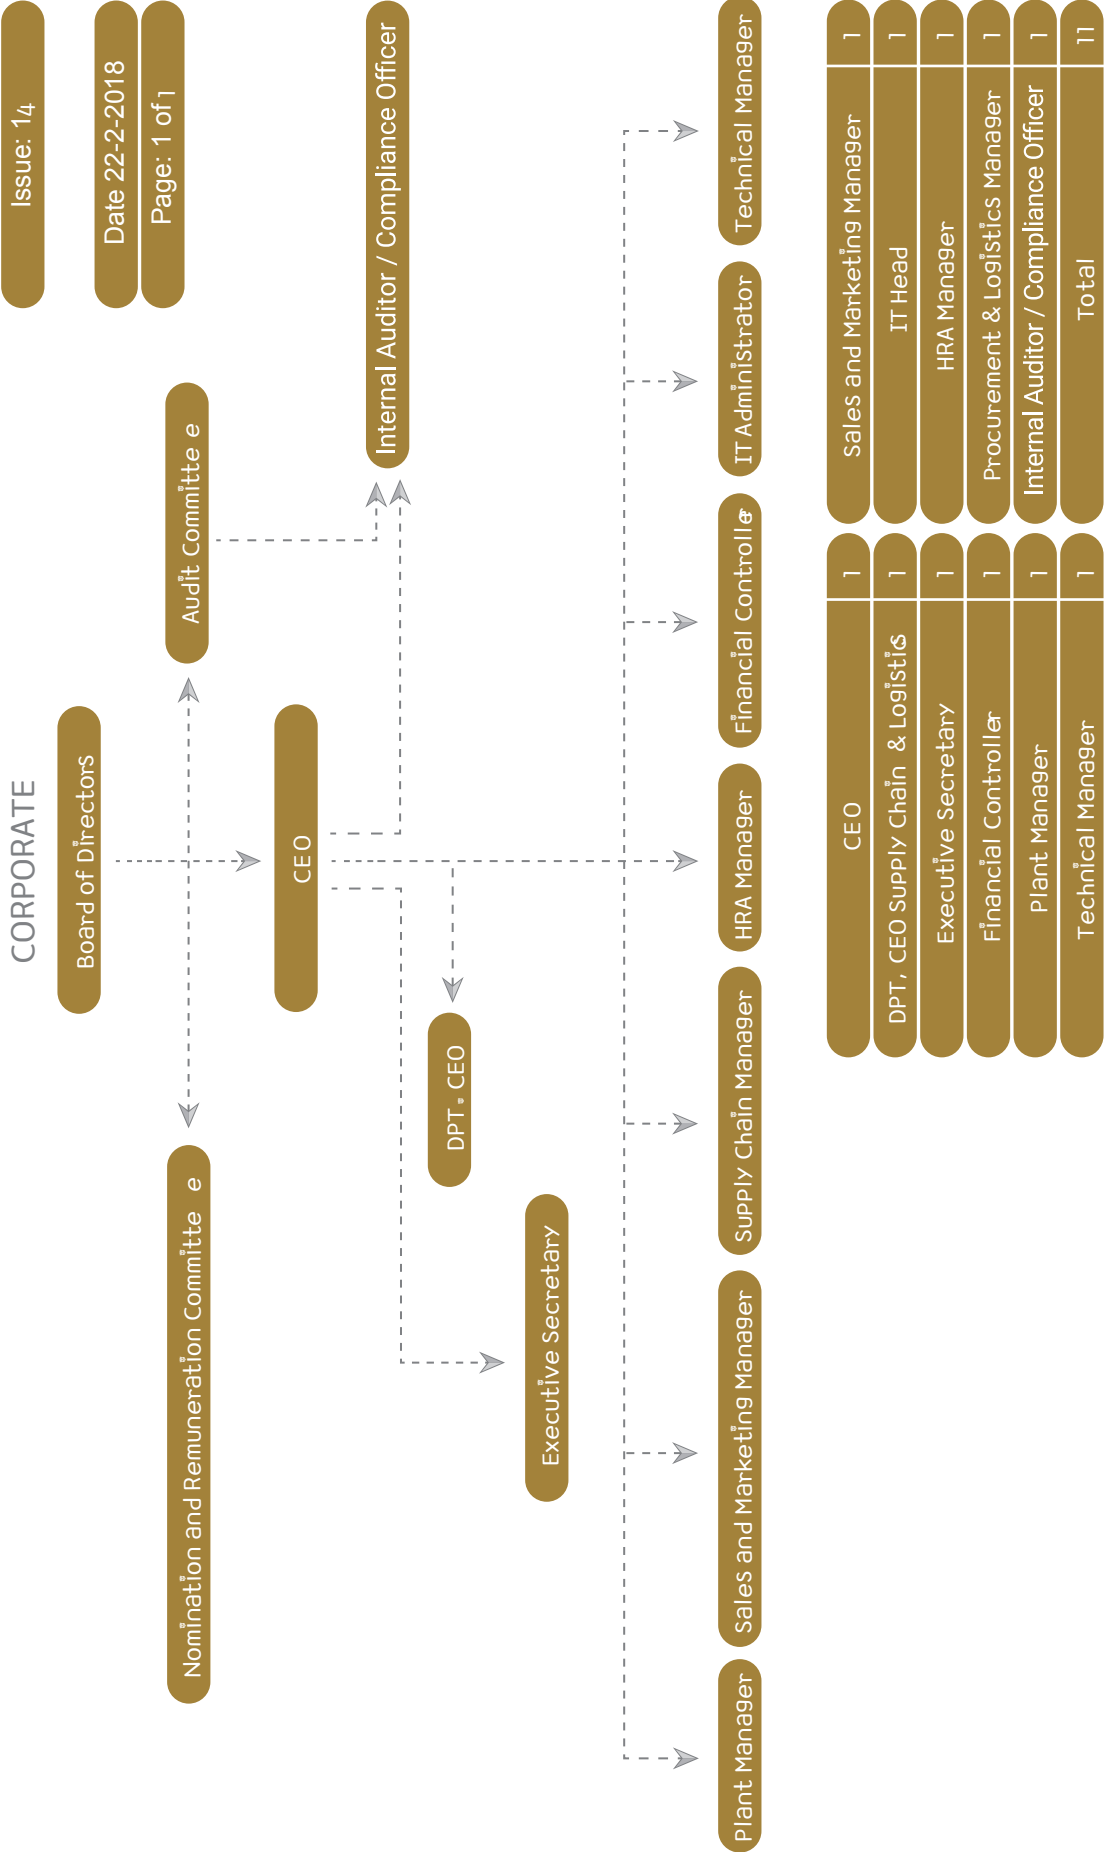 CORPORATE
Issue: 14
Date 22-2-2018
Page: 1 of 1
Board of Directors
Nomination and Remuneration Committe e
Audit Committe e
CEO
Internal Auditor / Compliance Officer
DPT. CEO
Executive Secretary
Plant Manager
Sales and Marketing Manager
Supply Chain Manager
HRA Manager
Financial Controller
IT Administrator
Technical Manager
CEO 1
DPT, CEO Supply Chain & Logistics 1
Executive Secretary 1
Financial Controller 1
Plant Manager 1
Technical Manager 1
Sales and Marketing Manager 1
IT Head 1
HRA Manager 1
Procurement & Logistics Manager 1
Internal Auditor / Compliance Officer 1
Total 11